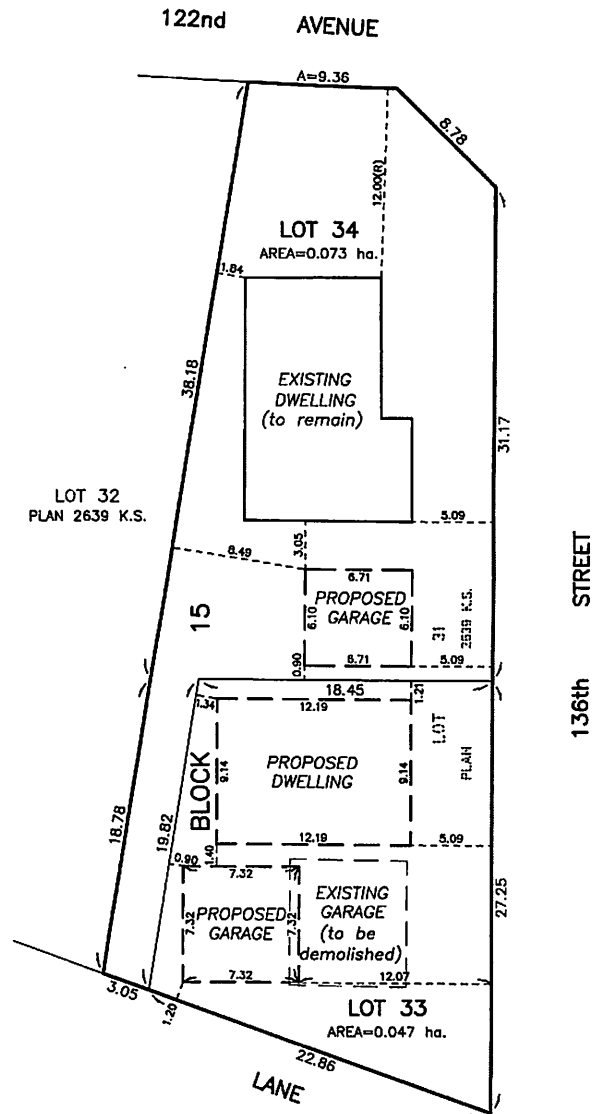 122nd AVENUE
A=9.36
8.78
12.00(R)
LOT 34
AREA=0.073 ha.
1.84
38.18
EXISTING
DWELLING
(to remain)
31.17
LOT 32
PLAN 2639 K.S.
5.09
3.05
8.49
6.71
PROPOSED
GARAGE
6.10
6.10
15
31
2639 K.S.
136th STREET
0.90
6.71
5.09
18.45
1.34
12.19
1.21
LOT
PLAN
PROPOSED
DWELLING
9.14
9.14
BLOCK
18.78
19.82
12.19
5.09
27.25
0.90
1.40
7.32
PROPOSED
GARAGE
7.32
7.32
EXISTING
GARAGE
(to be
demolished)
7.32
12.07
3.05
1.20
LOT 33
AREA=0.047 ha.
22.86
LANE